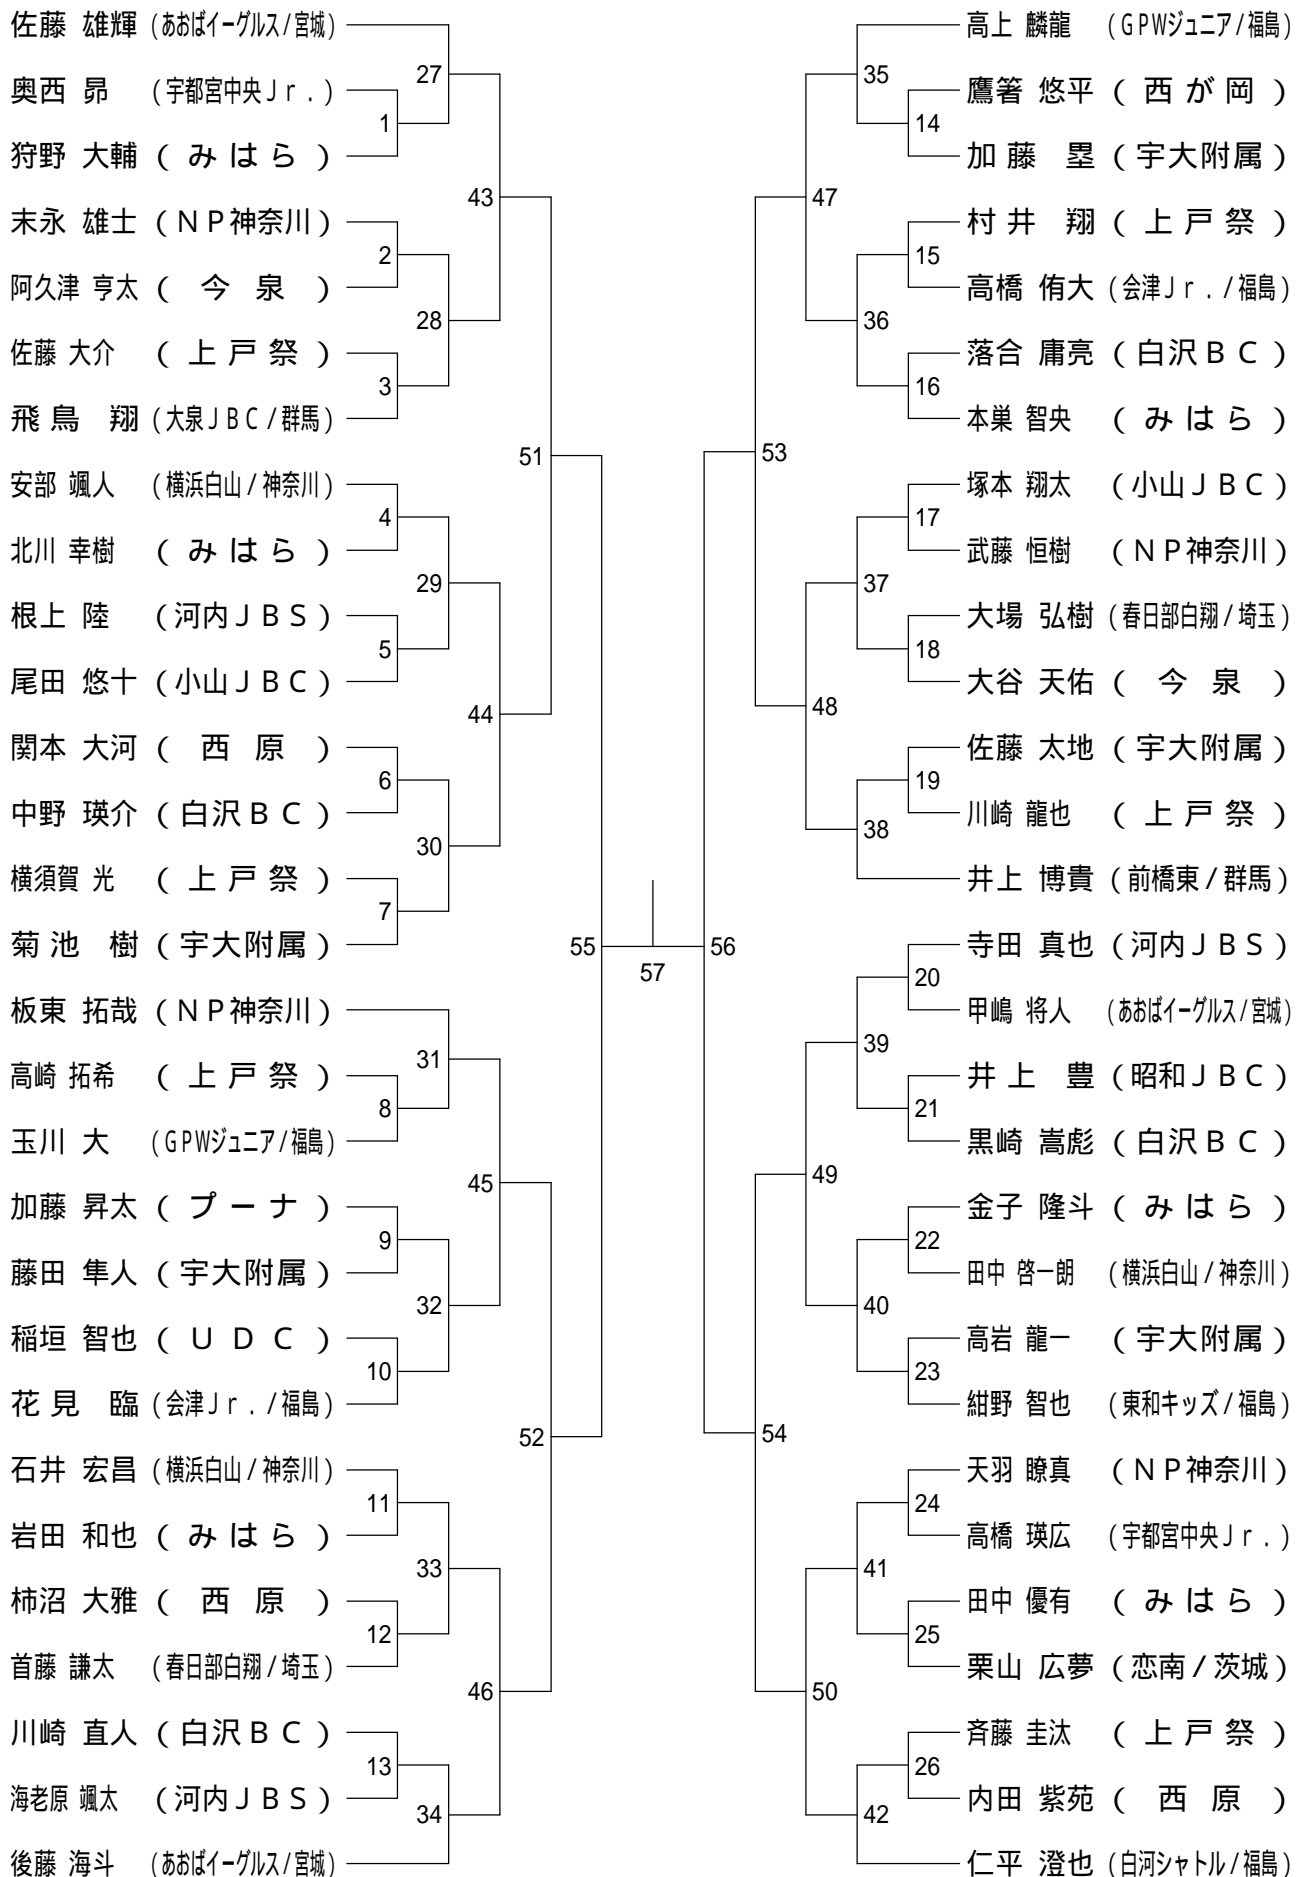 佐藤 雄輝 (あおばイーグルス/宮城)
奥西 昴 (宇都宮中央Jr.)
狩野 大輔 (みはら)
末永 雄士 (NP神奈川)
阿久津 亨太 (今泉)
佐藤 大介 (上戸祭)
飛鳥 翔 (大泉JBC/群馬)
安部 颯人 (横浜白山/神奈川)
北川 幸樹 (みはら)
根上 陸 (河内JBS)
尾田 悠十 (小山JBC)
関本 大河 (西原)
中野 瑛介 (白沢BC)
横須賀 光 (上戸祭)
菊池 樹 (宇大附属)
板東 拓哉 (NP神奈川)
高崎 拓希 (上戸祭)
玉川 大 (GPWジュニア/福島)
加藤 昇太 (プーナ)
藤田 隼人 (宇大附属)
稲垣 智也 (UDC)
花見 臨 (会津Jr./福島)
石井 宏昌 (横浜白山/神奈川)
岩田 和也 (みはら)
柿沼 大雅 (西原)
首藤 謙太 (春日部白翔/埼玉)
川崎 直人 (白沢BC)
海老原 颯太 (河内JBS)
後藤 海斗 (あおばイーグルス/宮城)
1
2
3
4
5
6
7
8
9
10
11
12
13
27
28
29
30
31
32
33
34
43
44
45
46
51
52
55
57
56
53
54
47
48
49
50
35
36
37
38
39
40
41
42
14
15
16
17
18
19
20
21
22
23
24
25
26
高上 麟龍 (GPWジュニア/福島)
鷹箸 悠平 (西が岡)
加藤 塁 (宇大附属)
村井 翔 (上戸祭)
高橋 侑大 (会津Jr./福島)
落合 庸亮 (白沢BC)
本巣 智央 (みはら)
塚本 翔太 (小山JBC)
武藤 恒樹 (NP神奈川)
大場 弘樹 (春日部白翔/埼玉)
大谷 天佑 (今泉)
佐藤 太地 (宇大附属)
川崎 龍也 (上戸祭)
井上 博貴 (前橋東/群馬)
寺田 真也 (河内JBS)
甲嶋 将人 (あおばイーグルス/宮城)
井上 豊 (昭和JBC)
黒崎 嵩彪 (白沢BC)
金子 隆斗 (みはら)
田中 啓一朗 (横浜白山/神奈川)
高岩 龍一 (宇大附属)
紺野 智也 (東和キッズ/福島)
天羽 瞭真 (NP神奈川)
高橋 瑛広 (宇都宮中央Jr.)
田中 優有 (みはら)
栗山 広夢 (恋南/茨城)
斉藤 圭汰 (上戸祭)
内田 紫苑 (西原)
仁平 澄也 (白河シャトル/福島)